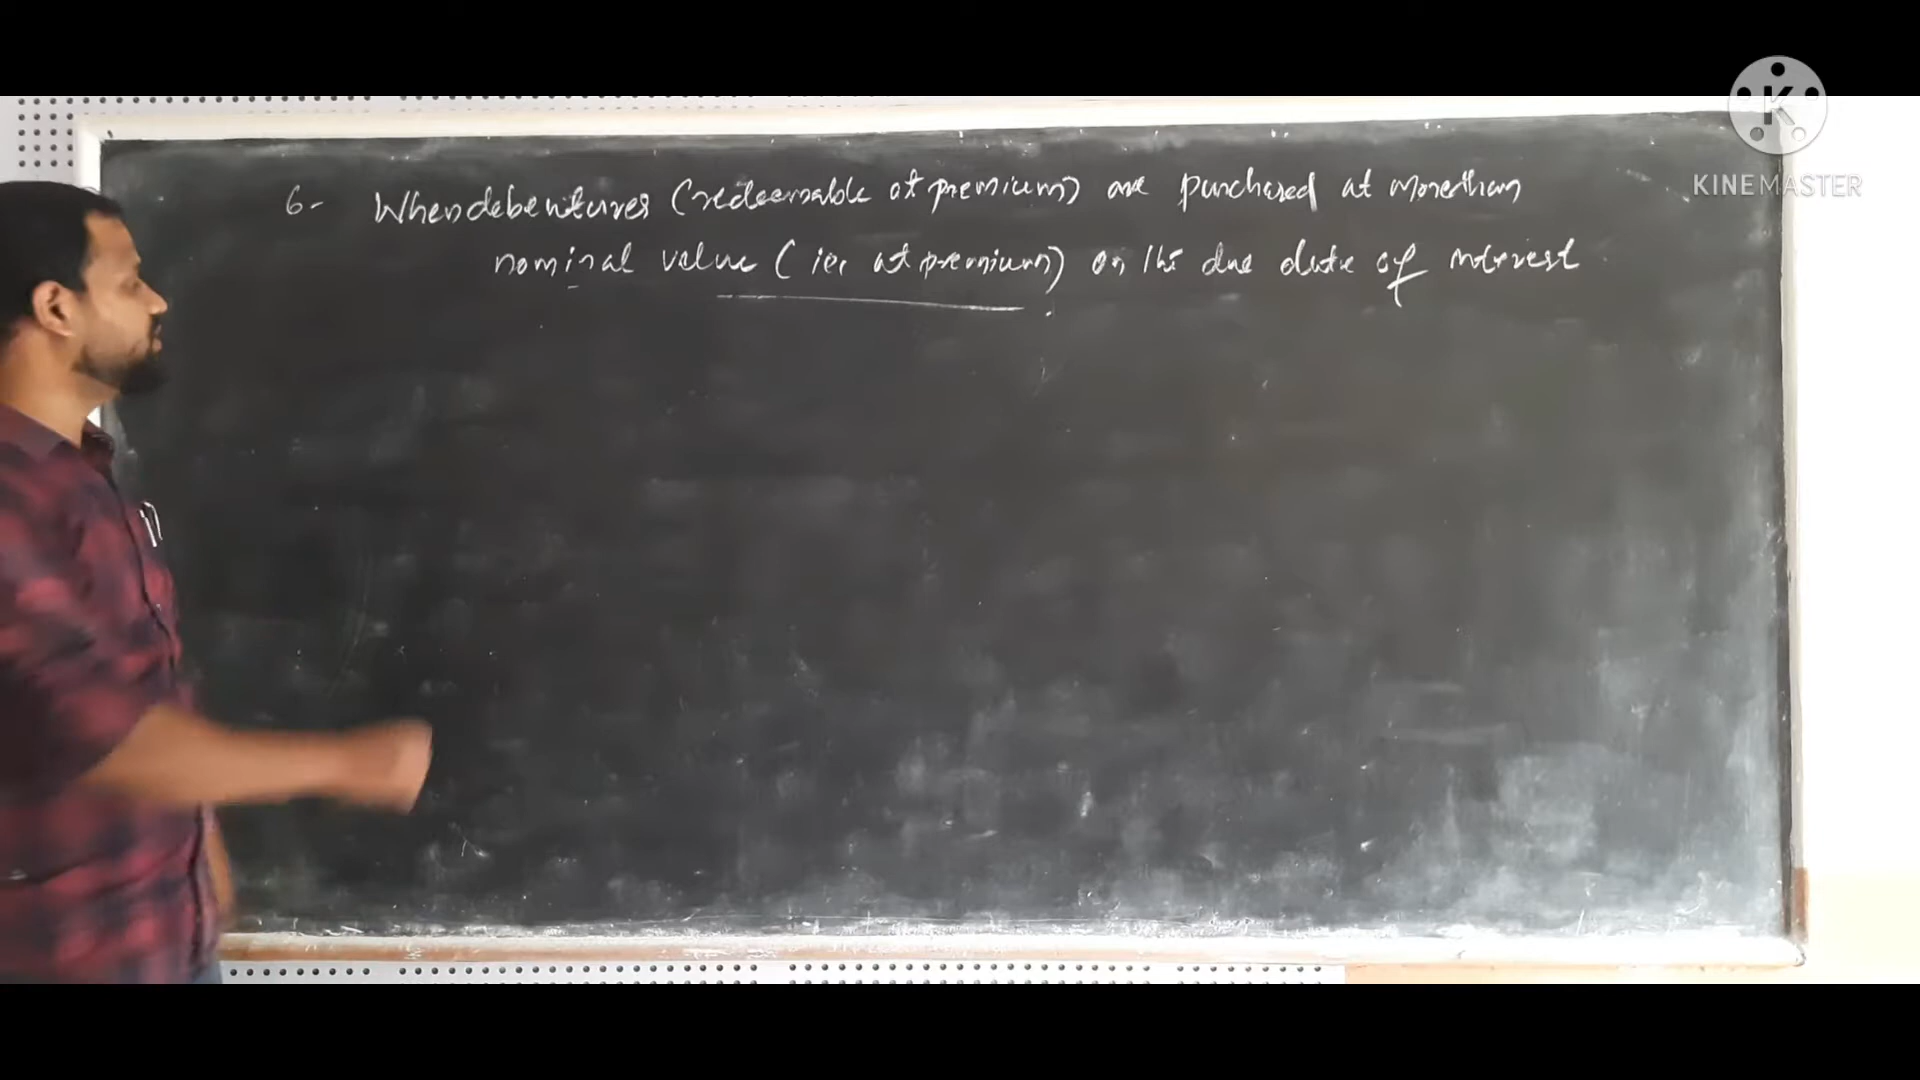 KINEMASTER
6- When debentures (redeemable at premium) are purchased at more than
nominal value (ie, at premium) on the due date of interest